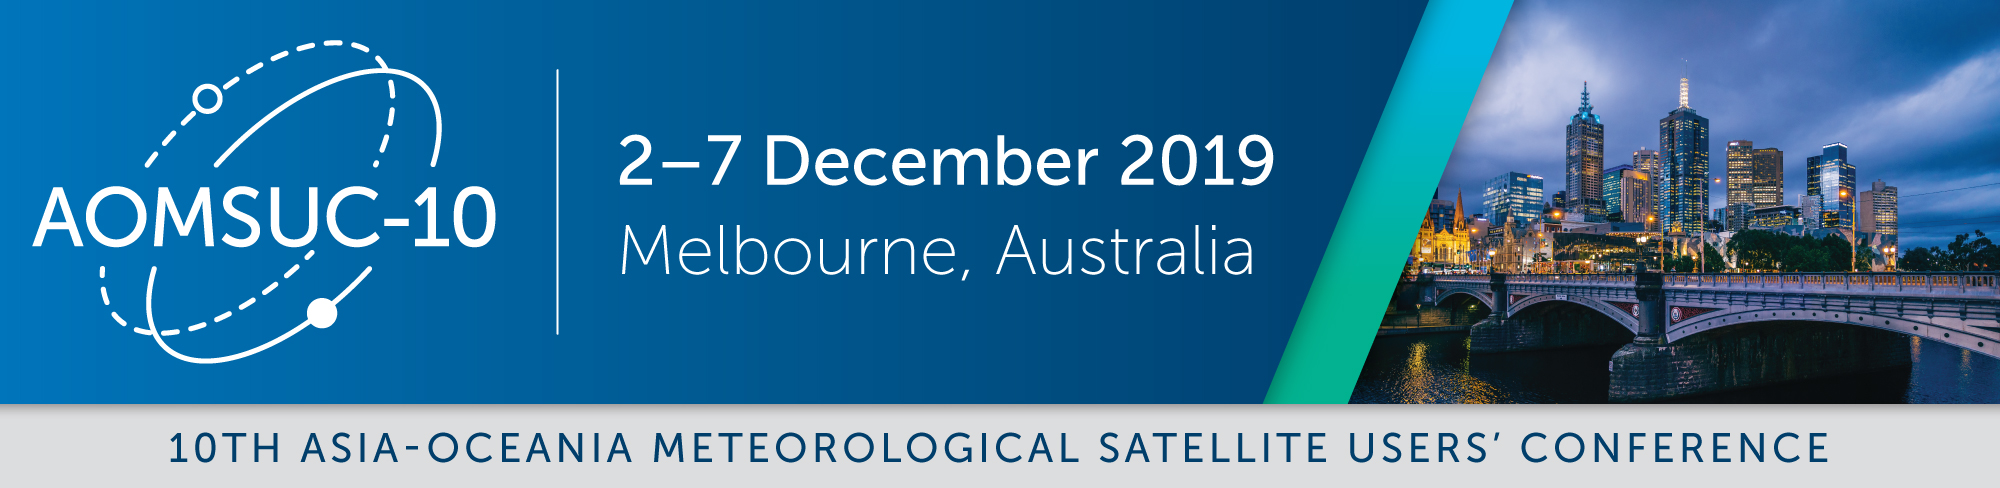 AOMSUC-10
2–7 December 2019
Melbourne, Australia
10TH ASIA-OCEANIA METEOROLOGICAL SATELLITE USERS’ CONFERENCE